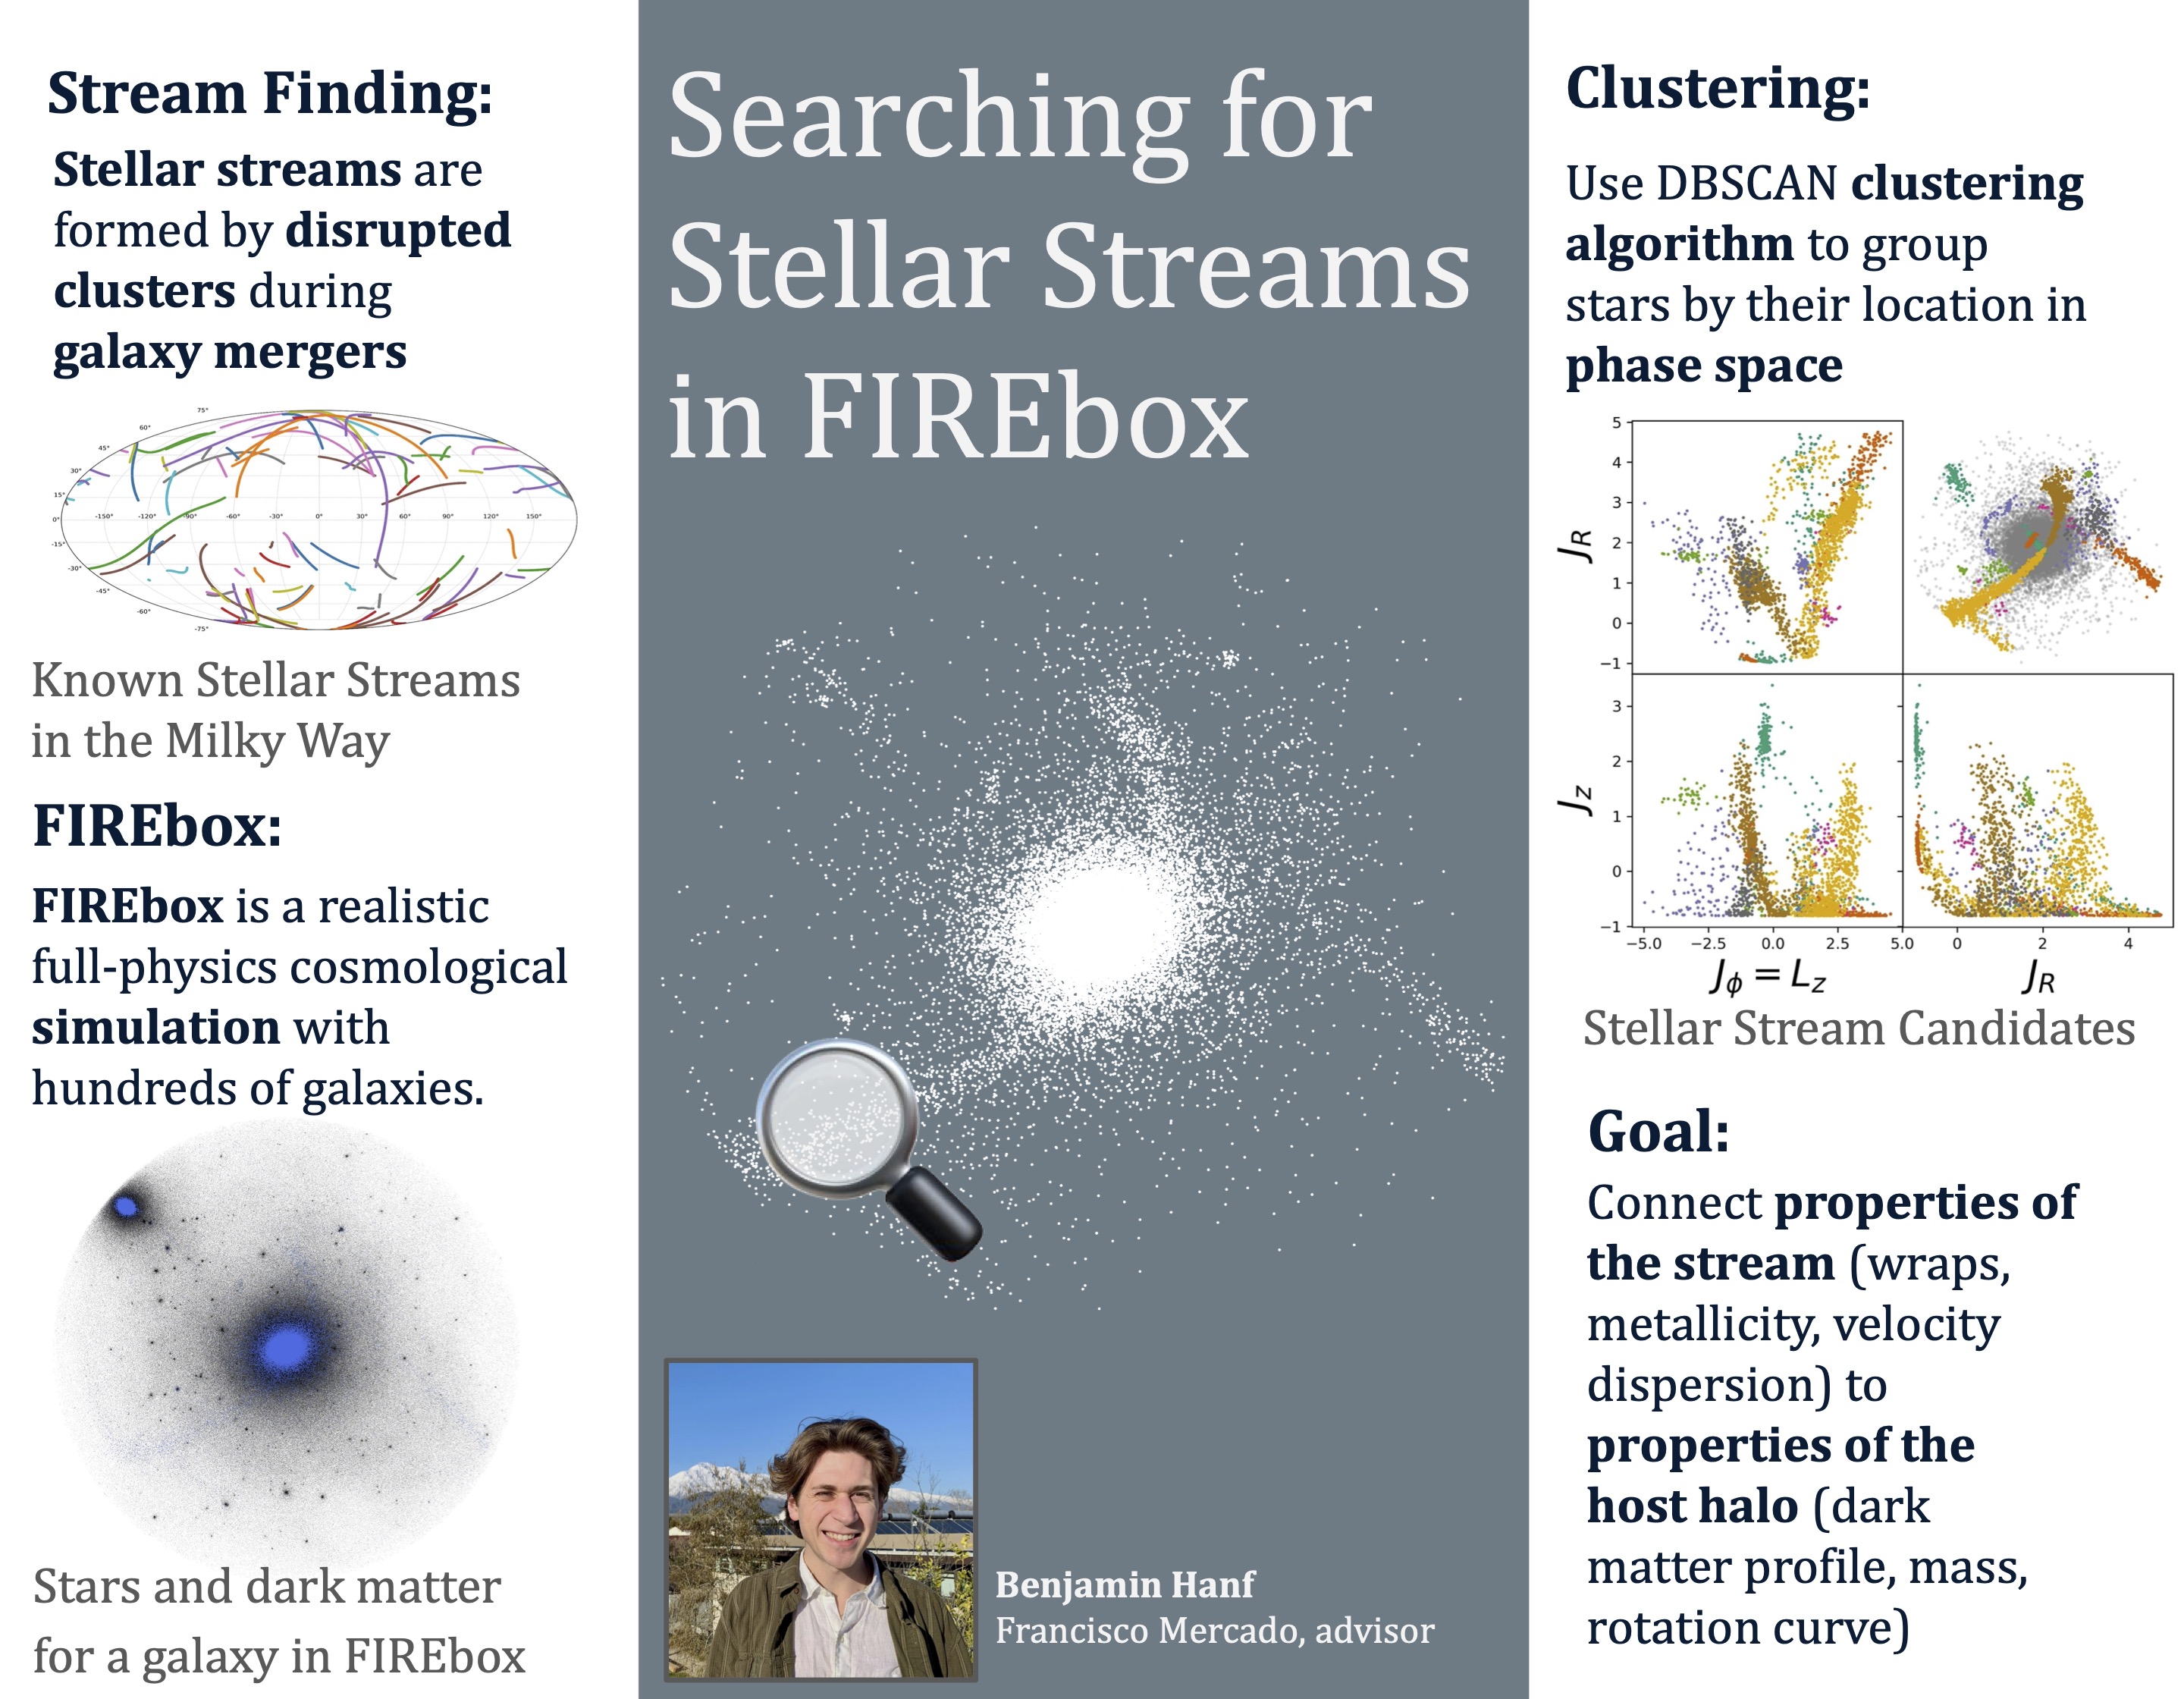 Stream Finding:
Stellar streams are
formed by disrupted
clusters during
galaxy mergers
75°
60°
45°
30°
15°
0°
-15°
-30°
-45°
-60°
-75°
-150° -120° -90° -60° -30° 0° 30° 60° 90° 120° 150°
Known Stellar Streams
in the Milky Way
FIREbox:
FIREbox is a realistic
full-physics cosmological
simulation with
hundreds of galaxies.
Stars and dark matter
for a galaxy in FIREbox
Searching for
Stellar Streams
in FIREbox
Benjamin Hanf
Francisco Mercado, advisor
Clustering:
Use DBSCAN clustering
algorithm to group
stars by their location in
phase space
5
4
3
2
1
0
−1
J_R
3
2
1
0
−1
J_z
−5.0 −2.5 0.0 2.5 5.0 0 2 4
J_ϕ = L_z J_R
Stellar Stream Candidates
Goal:
Connect properties of
the stream (wraps,
metallicity, velocity
dispersion) to
properties of the
host halo (dark
matter profile, mass,
rotation curve)